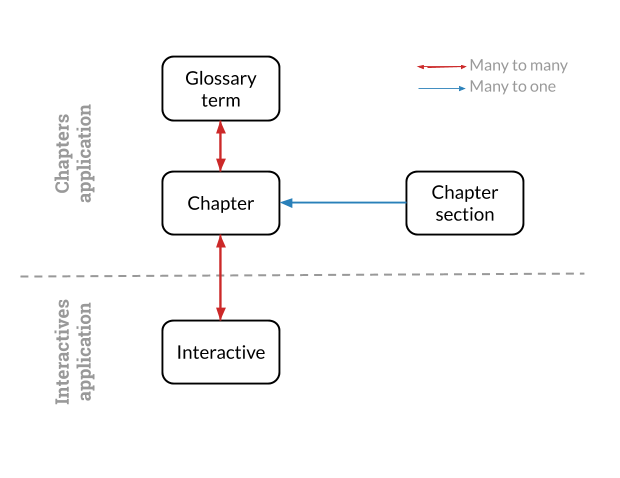 Glossary
term
Many to many
Many to one
Chapters
application
Chapter
Chapter
section
Interactives
application
Interactive